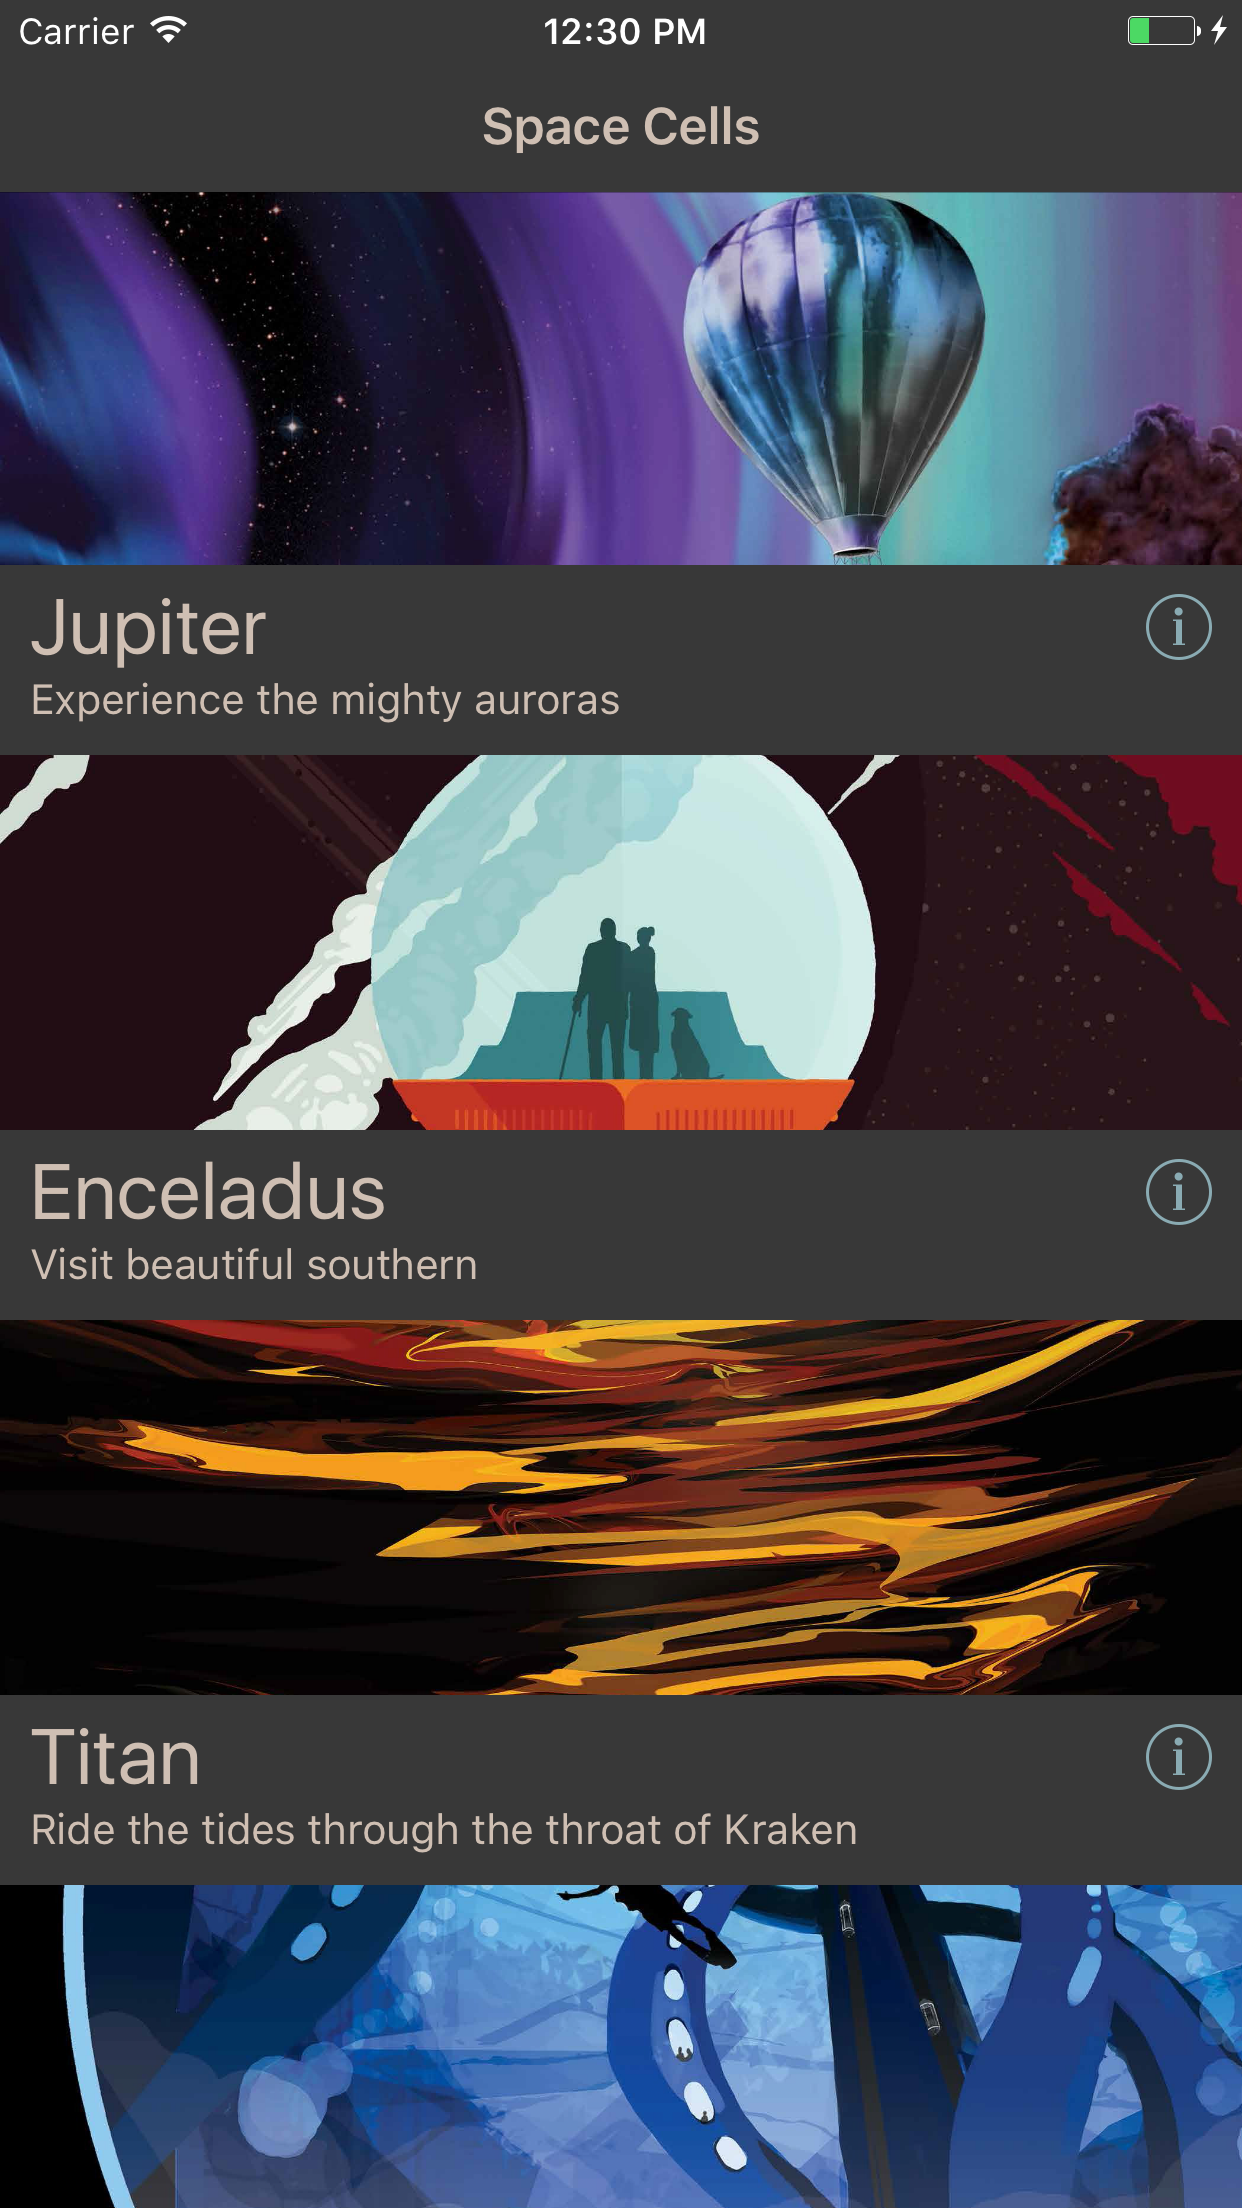 Carrier 12:30 PM
Space Cells
Jupiter
Experience the mighty auroras
Enceladus
Visit beautiful southern
Titan
Ride the tides through the throat of Kraken